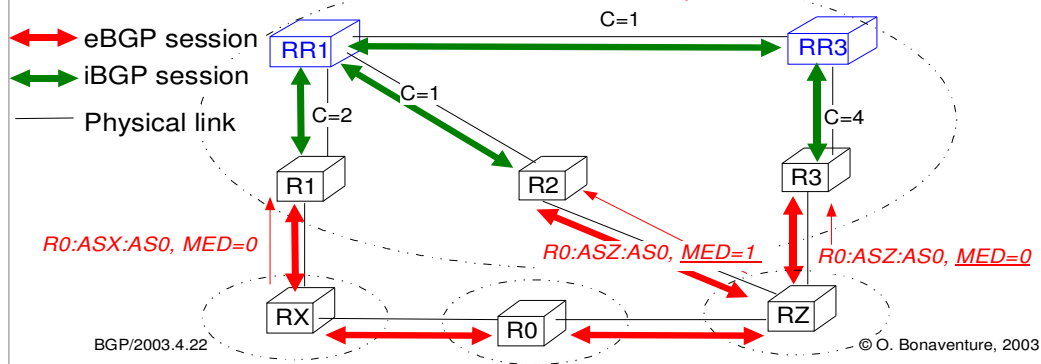 C=1
eBGP session
RR1
RR3
iBGP session
C=1
Physical link
C=2
C=4
R1
R2
R3
R0:ASX:AS0, MED=0
R0:ASZ:AS0, MED=1
R0:ASZ:AS0, MED=0
RX
R0
RZ
BGP/2003.4.22
© O. Bonaventure, 2003